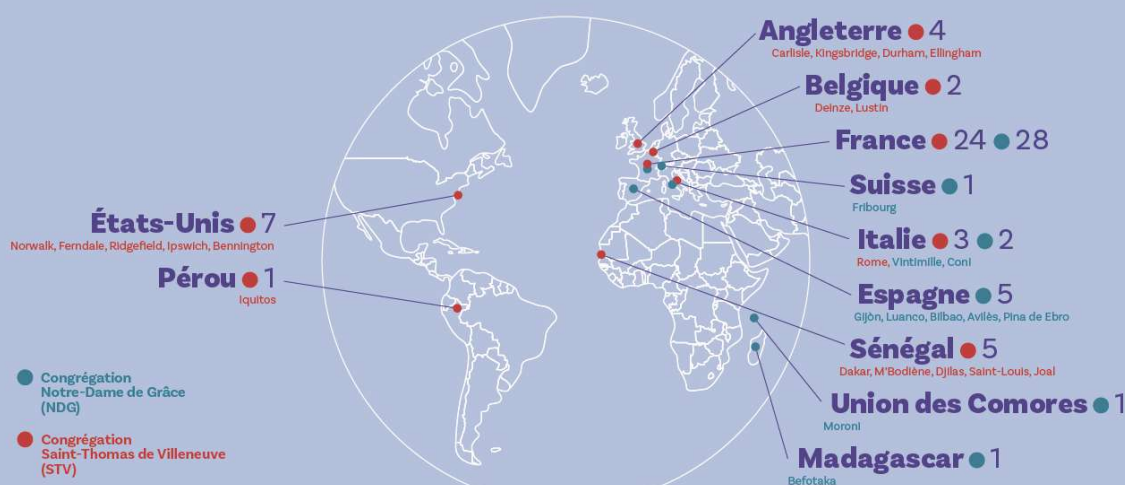 Angleterre 4
Carlisle, Kingsbridge, Durham, Ellingham
Belgique 2
Deinze, Lustin
France 24 28
Suisse 1
Fribourg
Italie 3 2
Rome, Vintimille, Coni
Espagne 5
Gijòn, Luanco, Bilbao, Avilès, Pina de Ebro
Sénégal 5
Dakar, M'Bodiène, Djilas, Saint-Louis, Joal
Union des Comores 1
Moroni
Madagascar 1
Befotaka
États-Unis 7
Norwalk, Ferndale, Ridgefield, Ipswich, Bennington
Pérou 1
Iquitos
Congrégation
Notre-Dame de Grâce
(NDG)
Congrégation
Saint-Thomas de Villeneuve
(STV)